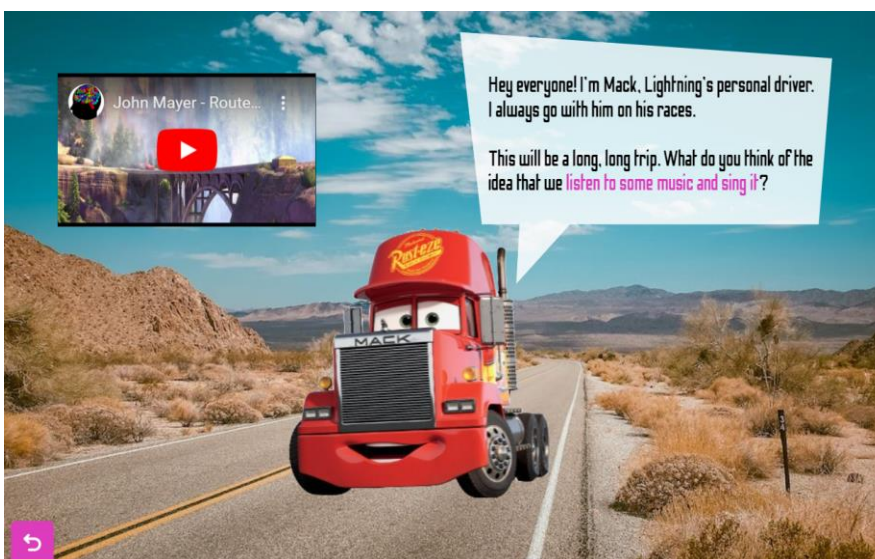 John Mayer - Route...
Hey everyone! I'm Mack, Lightning's personal driver.
I always go with him on his races.
This will be a long, long trip. What do you think of the
idea that we listen to some music and sing it?
Rust-eze
MACK